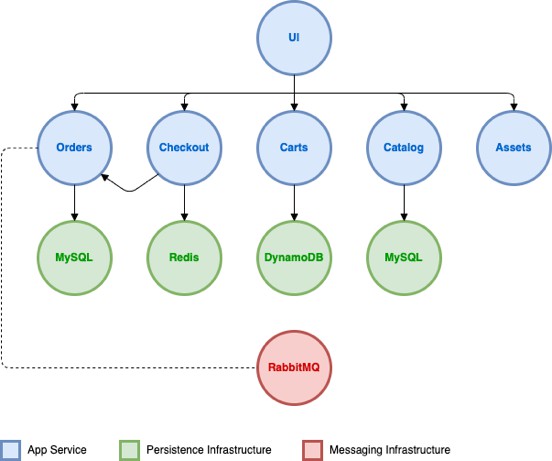 UI
Orders
Checkout
Carts
Catalog
Assets
MySQL
Redis
DynamoDB
MySQL
RabbitMQ
App Service
Persistence Infrastructure
Messaging Infrastructure